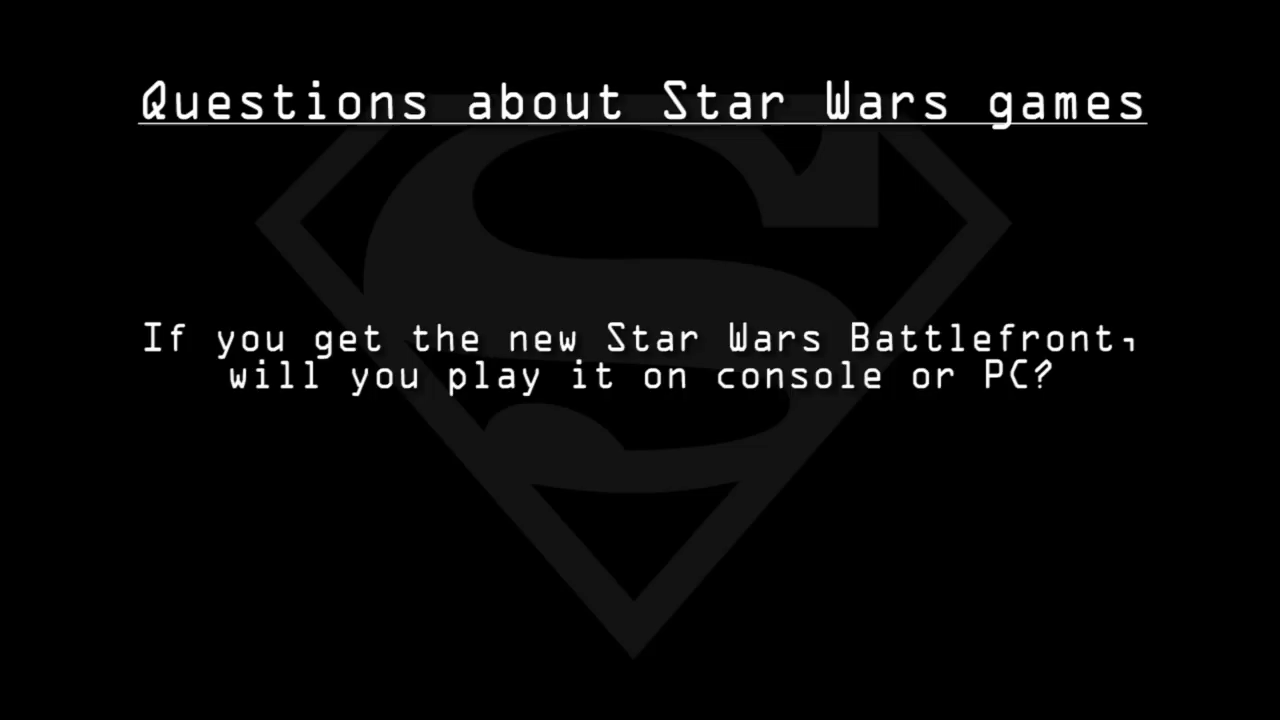 Questions about Star Wars games
If you get the new Star Wars Battlefront,
will you play it on console or PC?